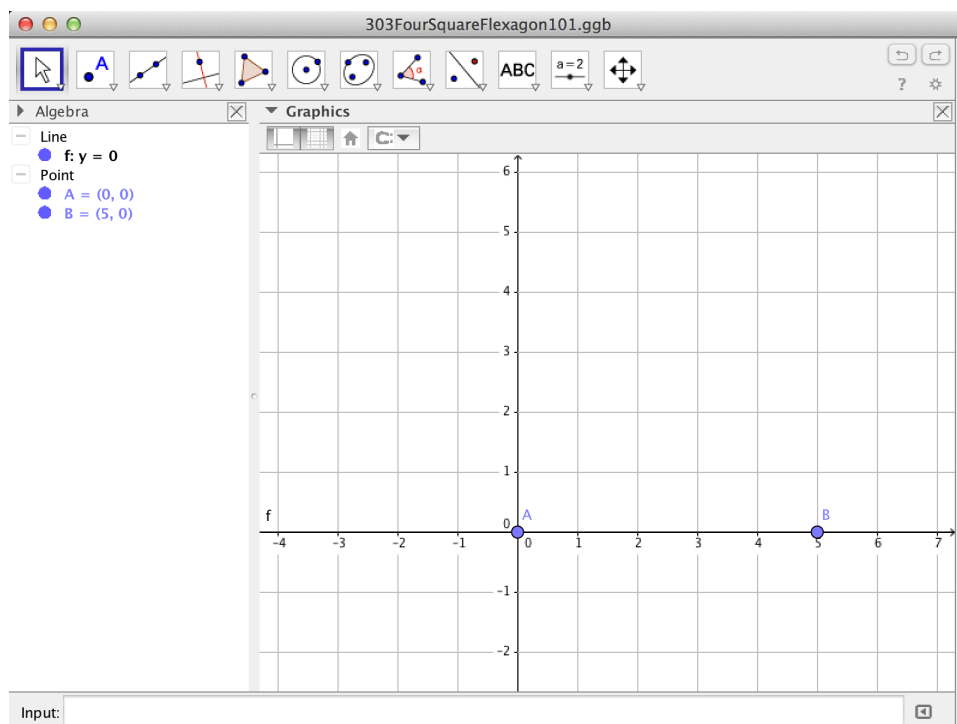 303FourSquareFlexagon101.ggb
A α ABC a=2 ?
Algebra
Graphics
Line
f: y = 0
Point
A = (0, 0)
B = (5, 0)
6
5
4
3
2
1
f 0 A B
-4 -3 -2 -1 0 1 2 3 4 5 6 7
-1
-2
Input: